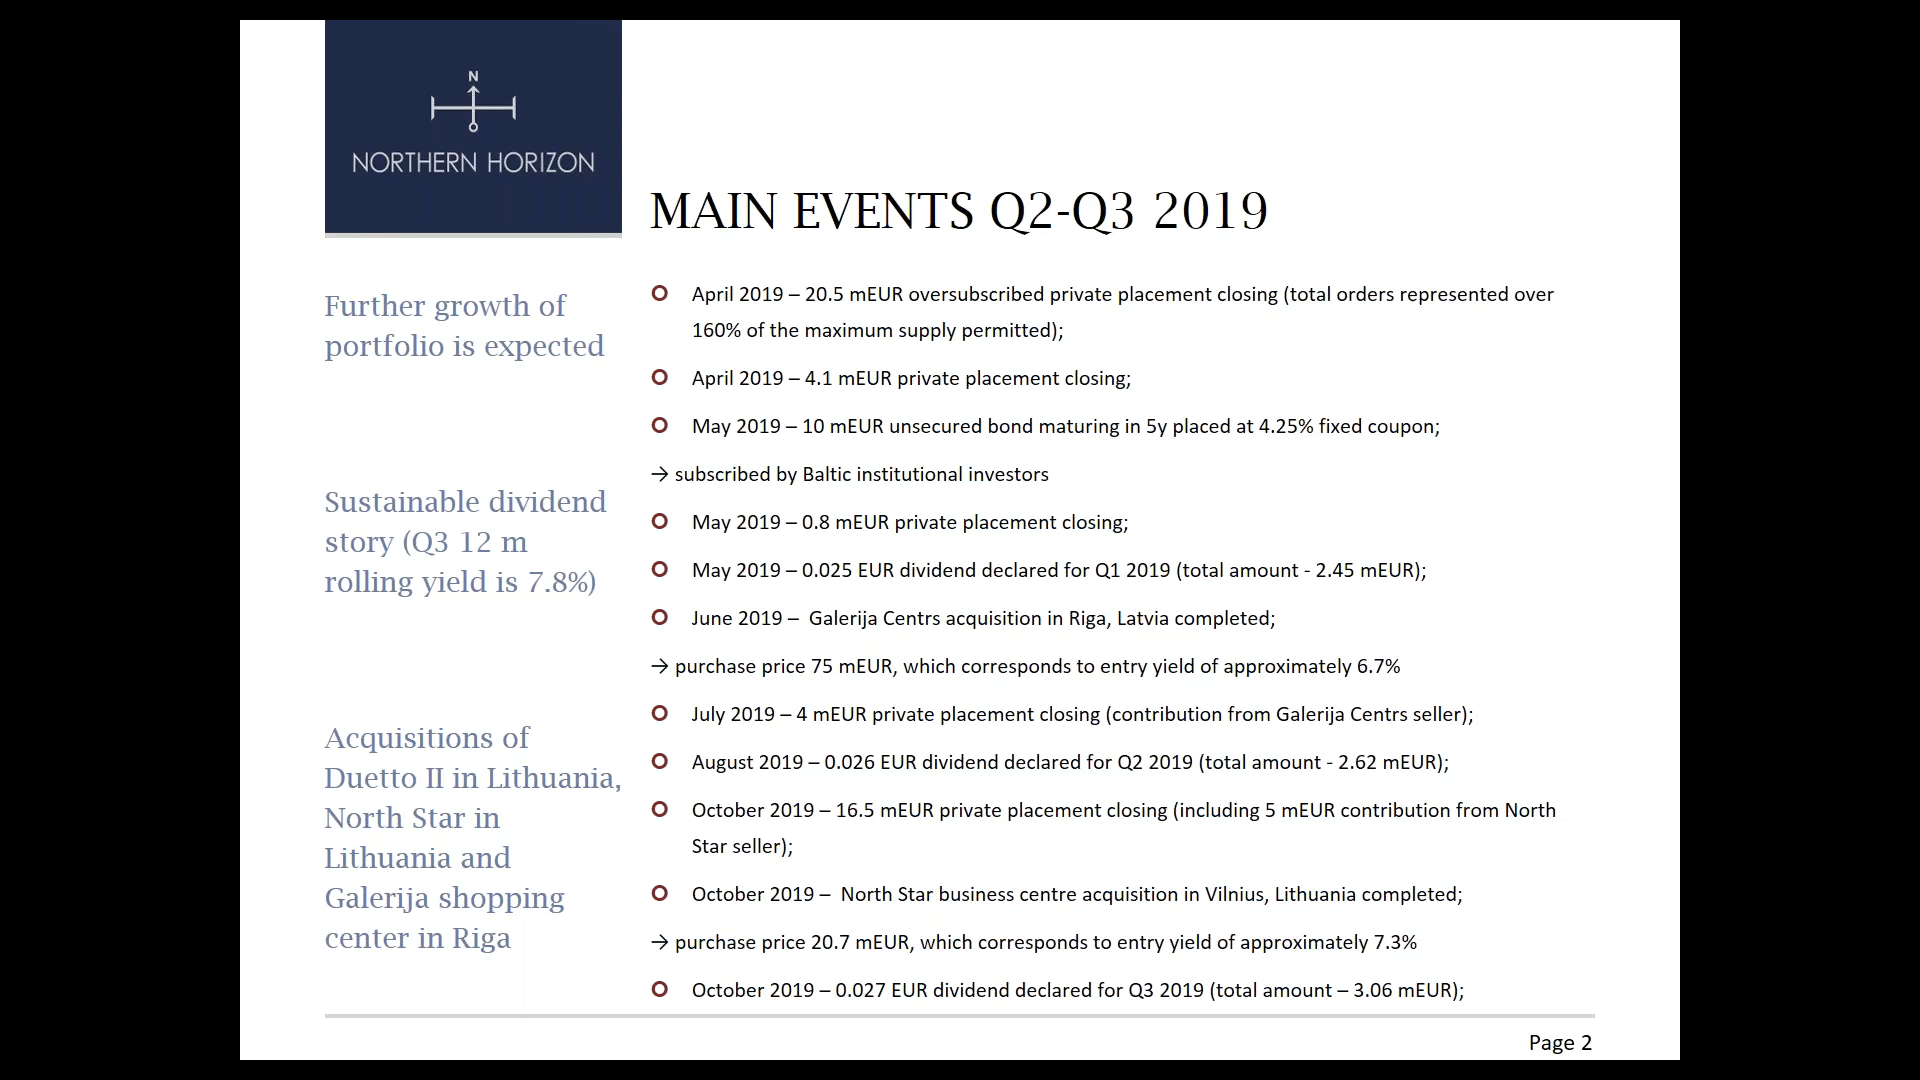 N
NORTHERN HORIZON
MAIN EVENTS Q2-Q3 2019
Further growth of
portfolio is expected
Sustainable dividend
story (Q3 12 m
rolling yield is 7.8%)
Acquisitions of
Duetto II in Lithuania,
North Star in
Lithuania and
Galerija shopping
center in Riga
April 2019 – 20.5 mEUR oversubscribed private placement closing (total orders represented over
160% of the maximum supply permitted);
April 2019 – 4.1 mEUR private placement closing;
May 2019 – 10 mEUR unsecured bond maturing in 5y placed at 4.25% fixed coupon;
→ subscribed by Baltic institutional investors
May 2019 – 0.8 mEUR private placement closing;
May 2019 – 0.025 EUR dividend declared for Q1 2019 (total amount - 2.45 mEUR);
June 2019 – Galerija Centrs acquisition in Riga, Latvia completed;
→ purchase price 75 mEUR, which corresponds to entry yield of approximately 6.7%
July 2019 – 4 mEUR private placement closing (contribution from Galerija Centrs seller);
August 2019 – 0.026 EUR dividend declared for Q2 2019 (total amount - 2.62 mEUR);
October 2019 – 16.5 mEUR private placement closing (including 5 mEUR contribution from North
Star seller);
October 2019 – North Star business centre acquisition in Vilnius, Lithuania completed;
→ purchase price 20.7 mEUR, which corresponds to entry yield of approximately 7.3%
October 2019 – 0.027 EUR dividend declared for Q3 2019 (total amount – 3.06 mEUR);
Page 2